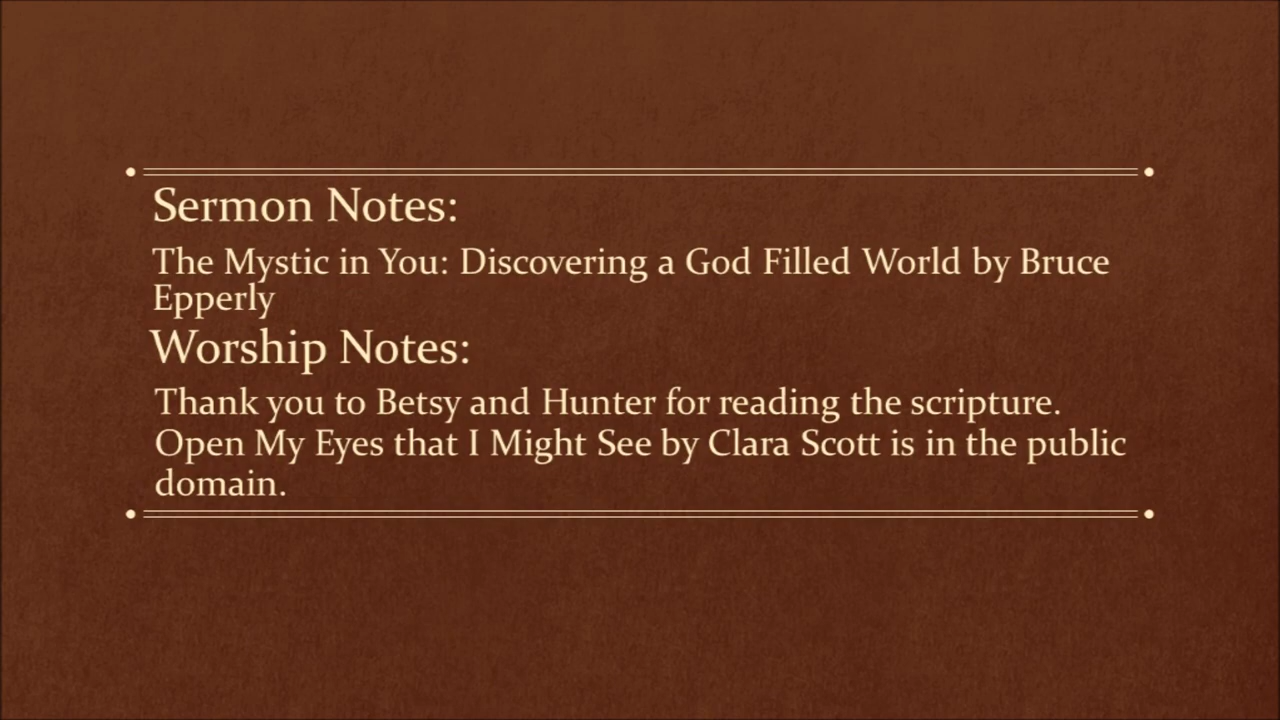 Sermon Notes:
The Mystic in You: Discovering a God Filled World by Bruce
Epperly
Worship Notes:
Thank you to Betsy and Hunter for reading the scripture.
Open My Eyes that I Might See by Clara Scott is in the public
domain.